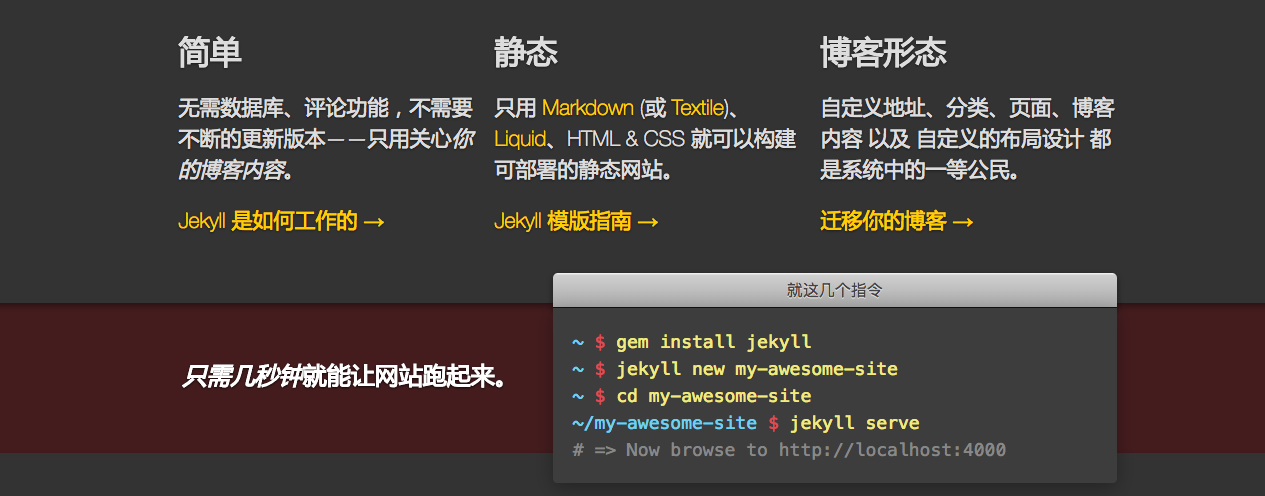 简单
无需数据库、评论功能，不需要
不断的更新版本——只用关心你
的博客内容。
Jekyll 是如何工作的 →
静态
只用 Markdown (或 Textile)、
Liquid、HTML & CSS 就可以构建
可部署的静态网站。
Jekyll 模版指南 →
博客形态
自定义地址、分类、页面、博客
内容 以及 自定义的布局设计 都
是系统中的一等公民。
迁移你的博客 →
只需几秒钟就能让网站跑起来。
就这几个指令
~ $ gem install jekyll
~ $ jekyll new my-awesome-site
~ $ cd my-awesome-site
~/my-awesome-site $ jekyll serve
# => Now browse to http://localhost:4000